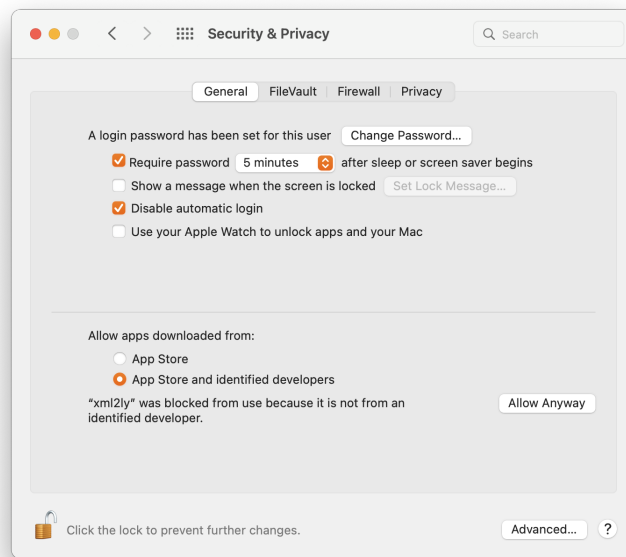 Security & Privacy
Search
General FileVault Firewall Privacy
A login password has been set for this user Change Password...
Require password 5 minutes after sleep or screen saver begins
Show a message when the screen is locked Set Lock Message...
Disable automatic login
Use your Apple Watch to unlock apps and your Mac
Allow apps downloaded from:
App Store
App Store and identified developers
“xml2ly” was blocked from use because it is not from an
identified developer.
Allow Anyway
Click the lock to prevent further changes.
Advanced...
?